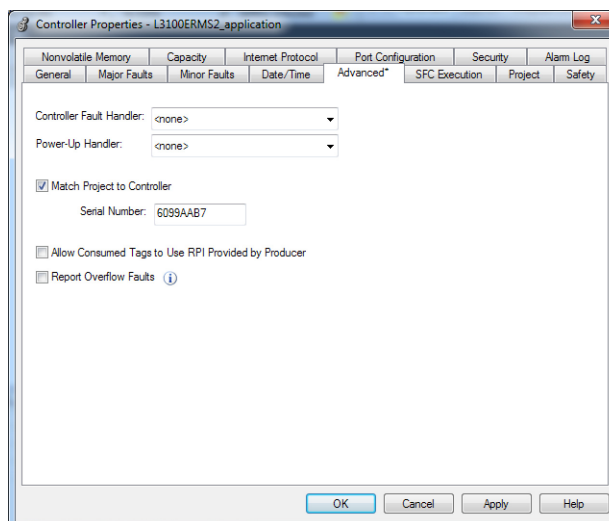 Controller Properties - L3100ERMS2_application
Nonvolatile Memory Capacity Internet Protocol Port Configuration Security Alarm Log
General Major Faults Minor Faults Date/Time Advanced* SFC Execution Project Safety
Controller Fault Handler: <none>
Power-Up Handler: <none>
Match Project to Controller
Serial Number: 6099AAB7
Allow Consumed Tags to Use RPI Provided by Producer
Report Overflow Faults
OK Cancel Apply Help